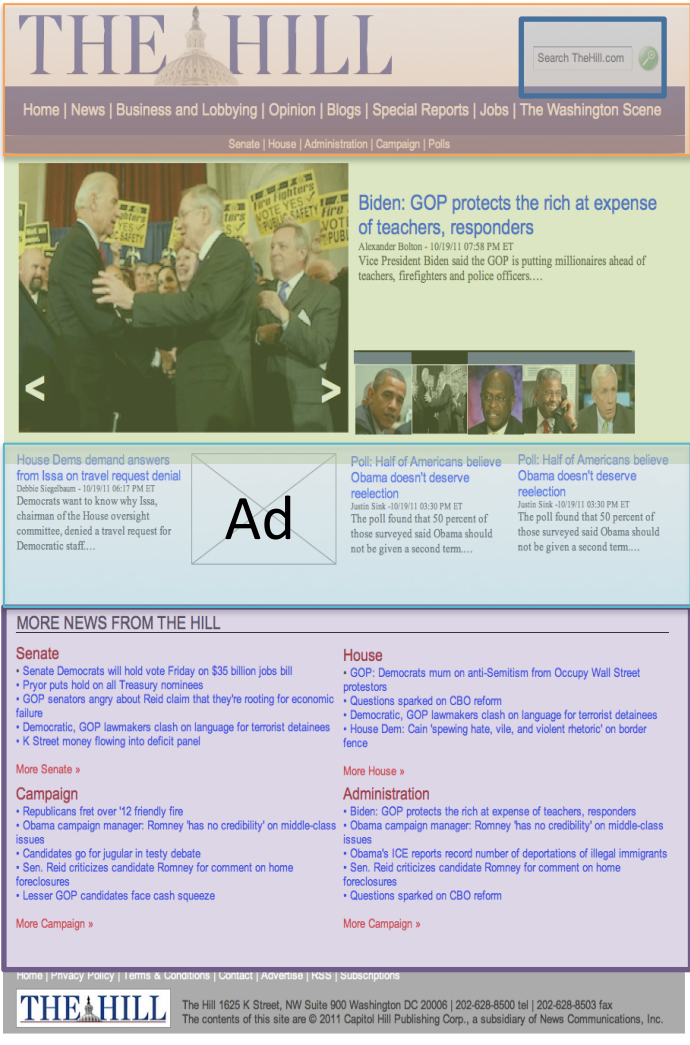 THE HILL
Search TheHill.com
Home | News | Business and Lobbying | Opinion | Blogs | Special Reports | Jobs | The Washington Scene
Senate | House | Administration | Campaign | Polls
fighters
VOTE YES
PUBLIC SAFETY
Biden: GOP protects the rich at expense
of teachers, responders
Alexander Bolton - 10/19/11 07:58 PM ET
Vice President Biden said the GOP is putting millionaires ahead of
teachers, firefighters and police officers....
< >
House Dems demand answers
from Issa on travel request denial
Debbie Siegelbaum - 10/19/11 06:17 PM ET
Democrats want to know why Issa,
chairman of the House oversight
committee, denied a travel request for
Democratic staff....
Ad
Poll: Half of Americans believe
Obama doesn't deserve
reelection
Justin Sink -10/19/11 03:30 PM ET
The poll found that 50 percent of
those surveyed said Obama should
not be given a second term....
Poll: Half of Americans believe
Obama doesn't deserve
reelection
Justin Sink -10/19/11 03:30 PM ET
The poll found that 50 percent of
those surveyed said Obama should
not be given a second term....
MORE NEWS FROM THE HILL
Senate
• Senate Democrats will hold vote Friday on $35 billion jobs bill
• Pryor puts hold on all Treasury nominees
• GOP senators angry about Reid claim that they're rooting for economic
failure
• Democratic, GOP lawmakers clash on language for terrorist detainees
• K Street money flowing into deficit panel
More Senate »
House
• GOP: Democrats mum on anti-Semitism from Occupy Wall Street
protestors
• Questions sparked on CBO reform
• Democratic, GOP lawmakers clash on language for terrorist detainees
• House Dem: Cain 'spewing hate, vile, and violent rhetoric' on border
fence
More House »
Campaign
• Republicans fret over '12 friendly fire
• Obama campaign manager: Romney 'has no credibility' on middle-class
issues
• Candidates go for jugular in testy debate
• Sen. Reid criticizes candidate Romney for comment on home
foreclosures
• Lesser GOP candidates face cash squeeze
More Campaign »
Administration
• Biden: GOP protects the rich at expense of teachers, responders
• Obama campaign manager: Romney 'has no credibility' on middle-class
issues
• Obama's ICE reports record number of deportations of illegal immigrants
• Sen. Reid criticizes candidate Romney for comment on home
foreclosures
• Questions sparked on CBO reform
More Campaign »
Home | Privacy Policy | Terms & Conditions | Contact | Advertise | RSS | Subscriptions
THE HILL
The Hill 1625 K Street, NW Suite 900 Washington DC 20006 | 202-628-8500 tel | 202-628-8503 fax
The contents of this site are © 2011 Capitol Hill Publishing Corp., a subsidiary of News Communications, Inc.